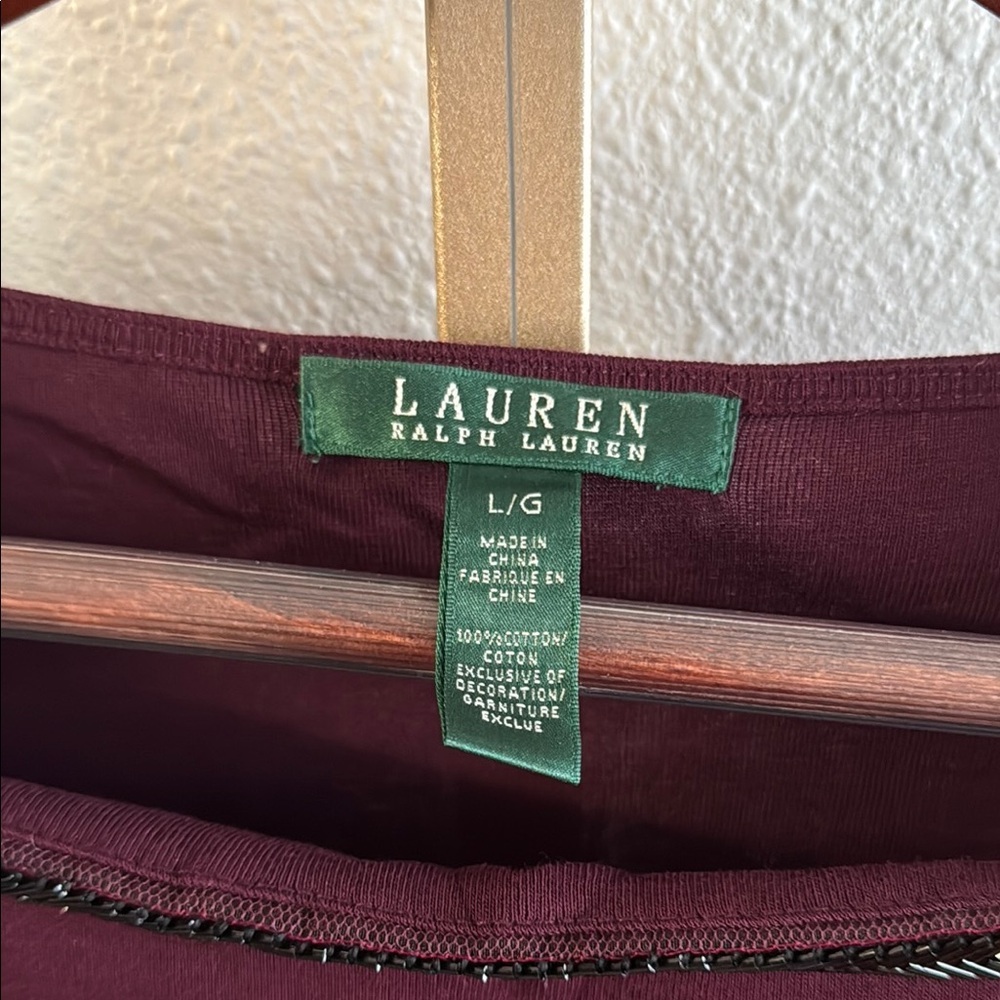 LAUREN
RALPH LAUREN
L/G
MADE IN
CHINA
FABRIQUE EN
CHINE
100%COTTON/
COTON
EXCLUSIVE OF
DECORATION/
GARNITURE
EXCLUE